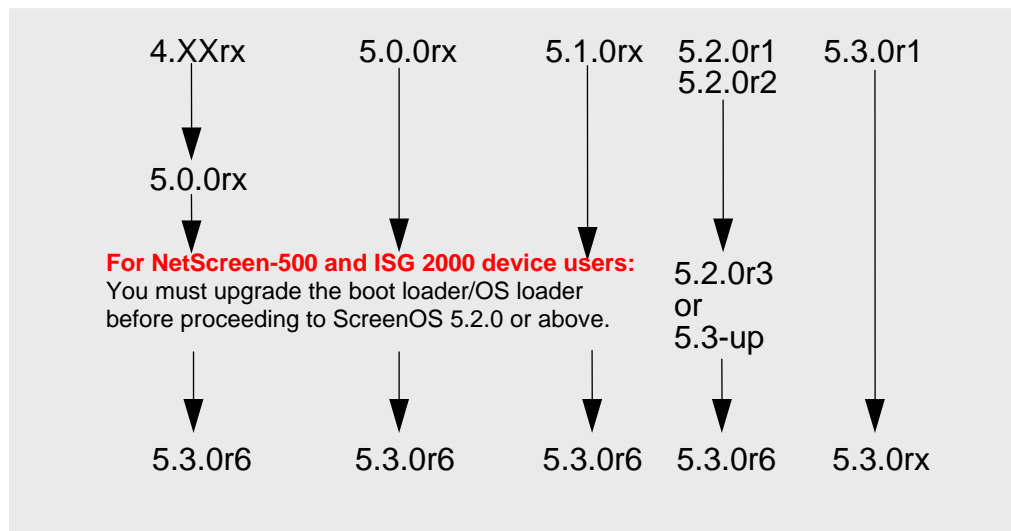 4.XXrx 5.0.0rx 5.1.0rx 5.2.0r1 5.3.0r1
5.2.0r2
5.0.0rx
For NetScreen-500 and ISG 2000 device users:
You must upgrade the boot loader/OS loader
before proceeding to ScreenOS 5.2.0 or above.
5.2.0r3
or
5.3-up
5.3.0r6 5.3.0r6 5.3.0r6 5.3.0r6 5.3.0rx